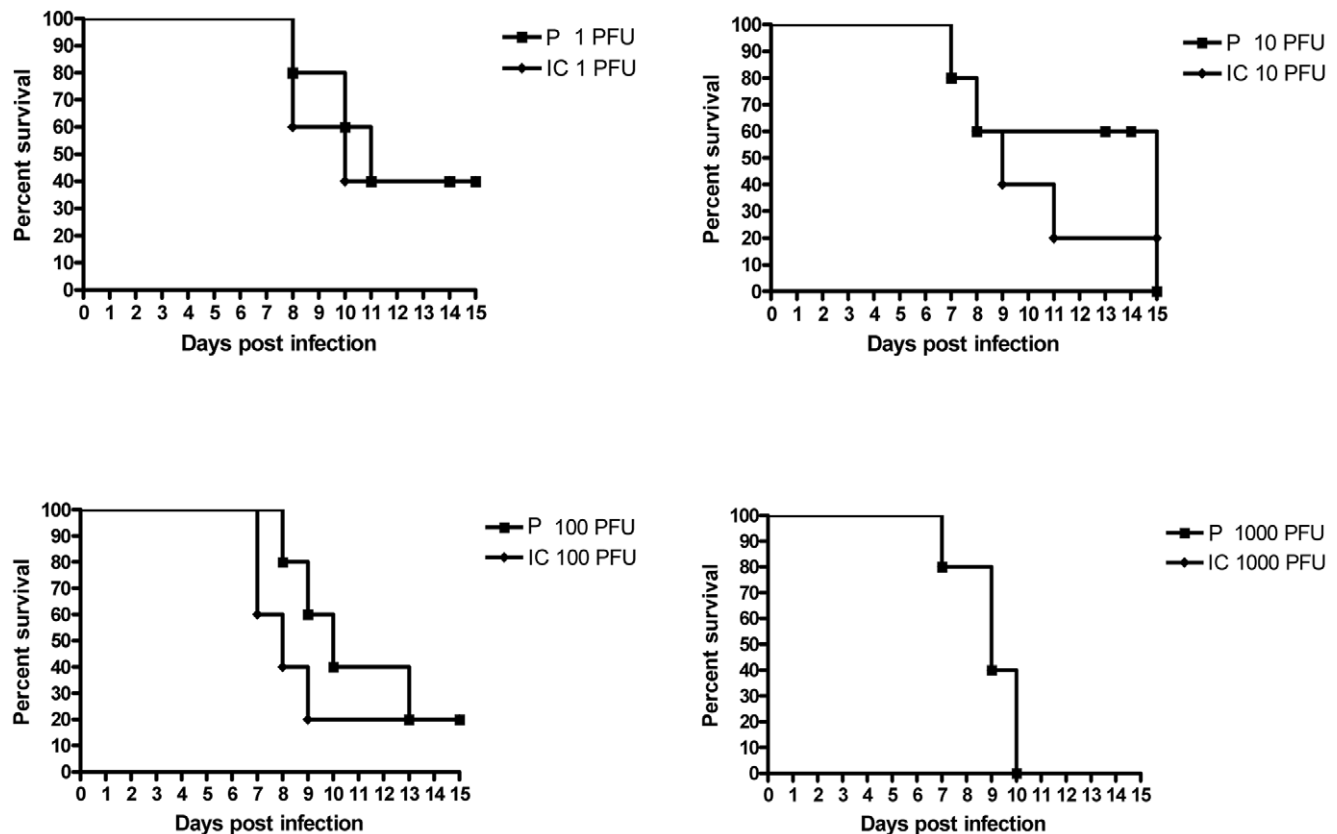 100
90
80
70
60
50
40
30
20
10
0
Percent survival
0 1 2 3 4 5 6 7 8 9 10 11 12 13 14 15
Days post infection
P 1 PFU
IC 1 PFU
100
90
80
70
60
50
40
30
20
10
0
Percent survival
0 1 2 3 4 5 6 7 8 9 10 11 12 13 14 15
Days post infection
P 10 PFU
IC 10 PFU
100
90
80
70
60
50
40
30
20
10
0
Percent survival
0 1 2 3 4 5 6 7 8 9 10 11 12 13 14 15
Days post infection
P 100 PFU
IC 100 PFU
100
90
80
70
60
50
40
30
20
10
0
Percent survival
0 1 2 3 4 5 6 7 8 9 10 11 12 13 14 15
Days post infection
P 1000 PFU
IC 1000 PFU